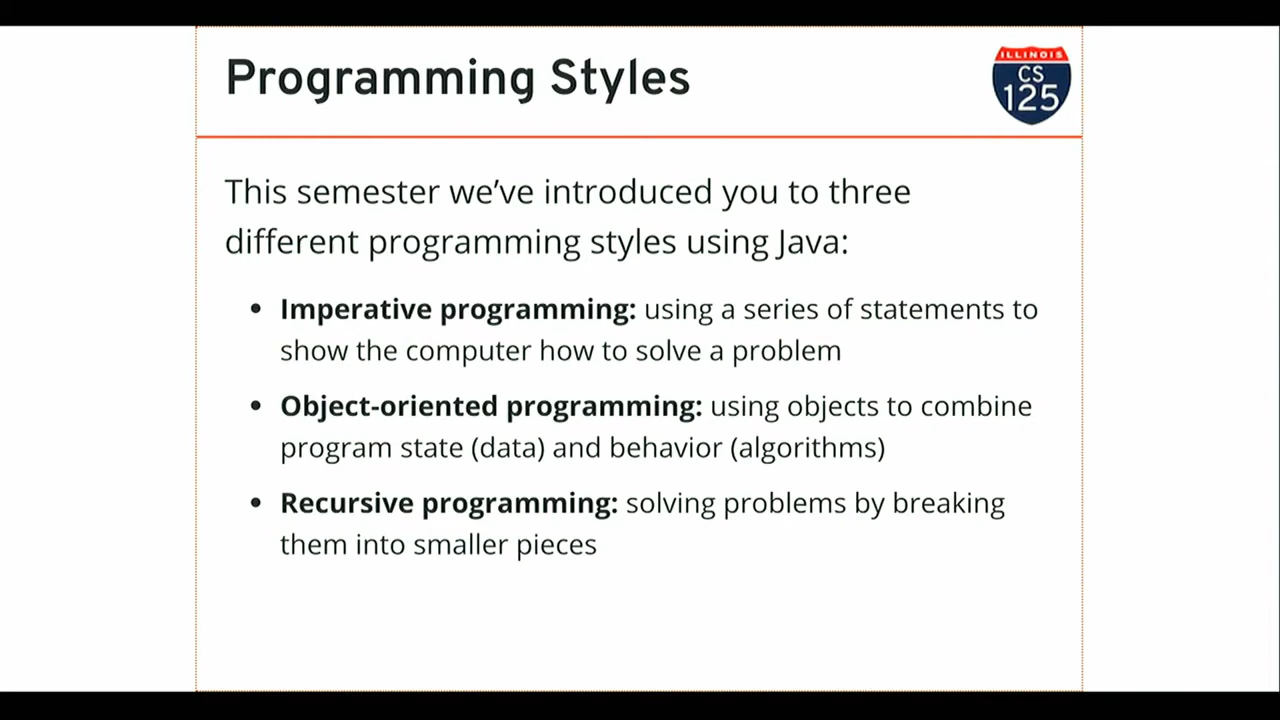 Programming Styles
ILLINOIS
CS
125
This semester we’ve introduced you to three
different programming styles using Java:
• Imperative programming: using a series of statements to
show the computer how to solve a problem
• Object-oriented programming: using objects to combine
program state (data) and behavior (algorithms)
• Recursive programming: solving problems by breaking
them into smaller pieces